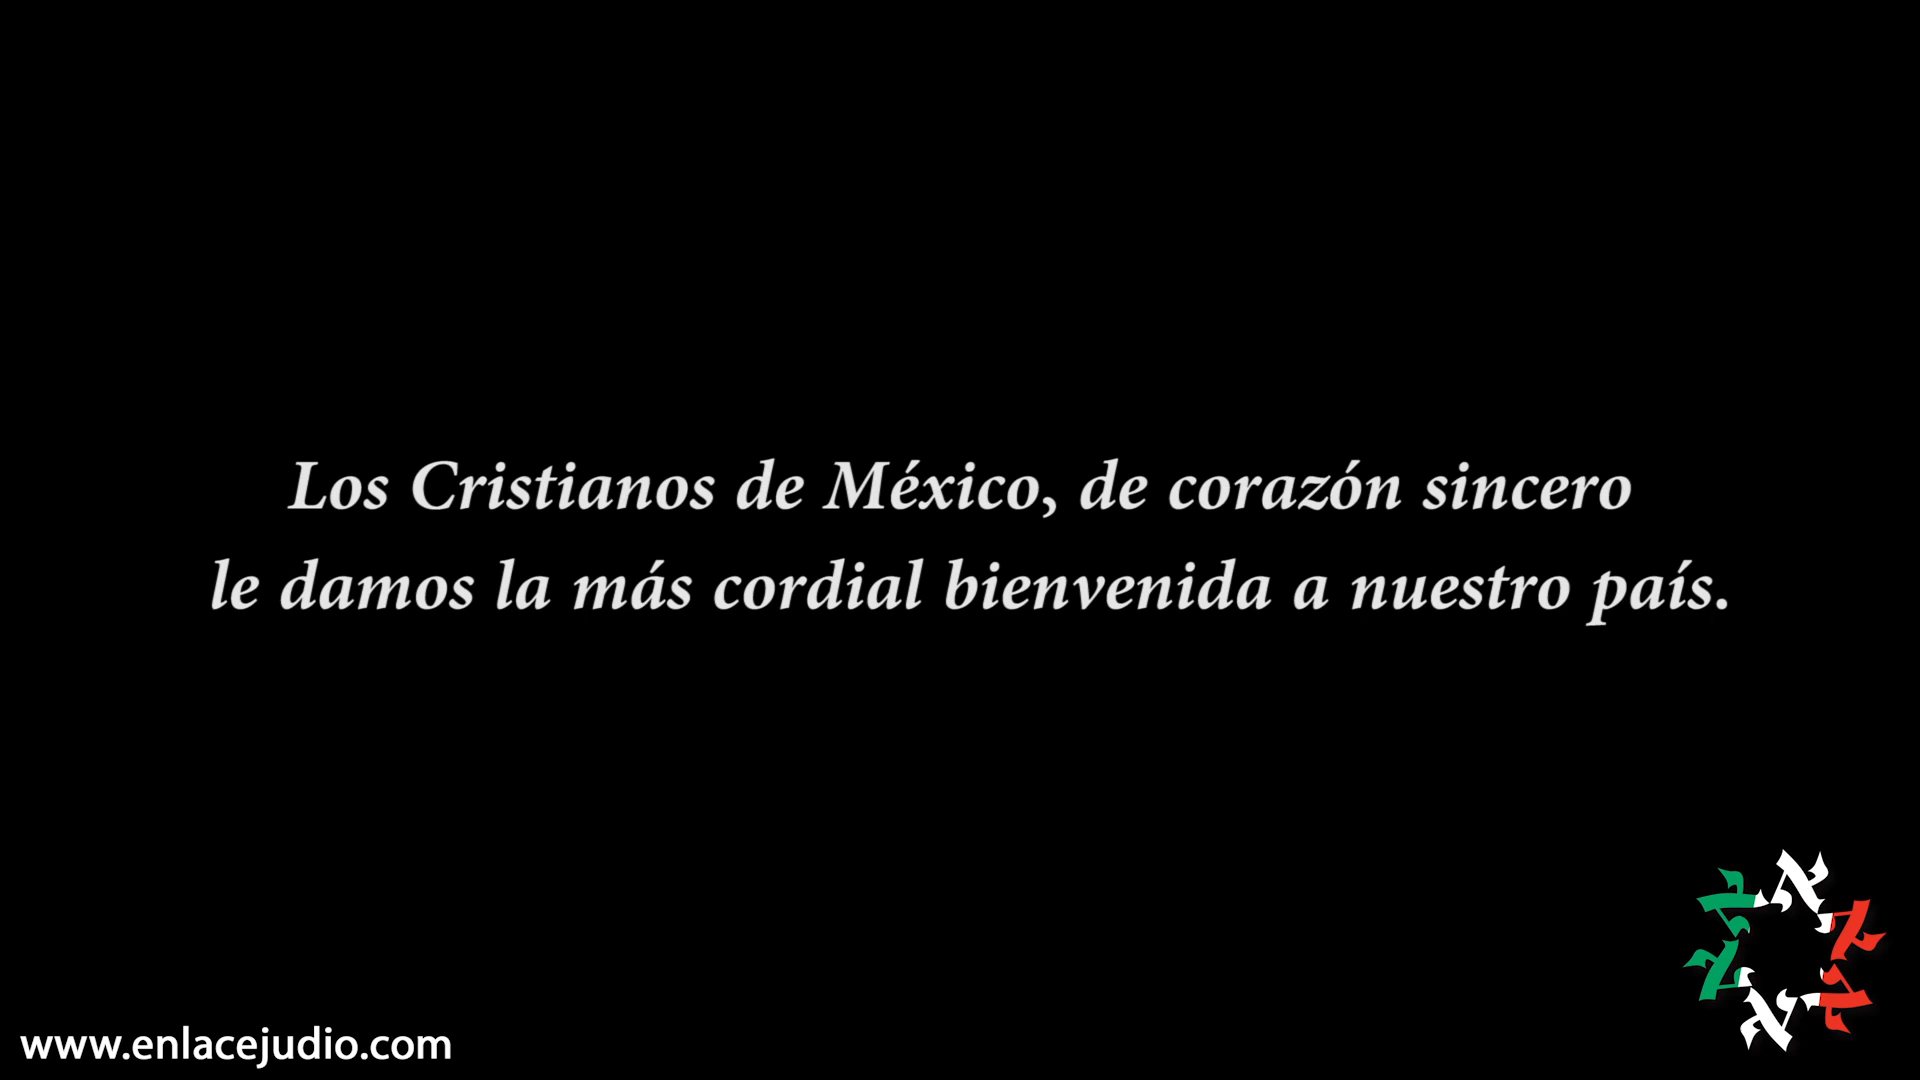 Los Cristianos de México, de corazón sincero
le damos la más cordial bienvenida a nuestro país.
www.enlacejudio.com